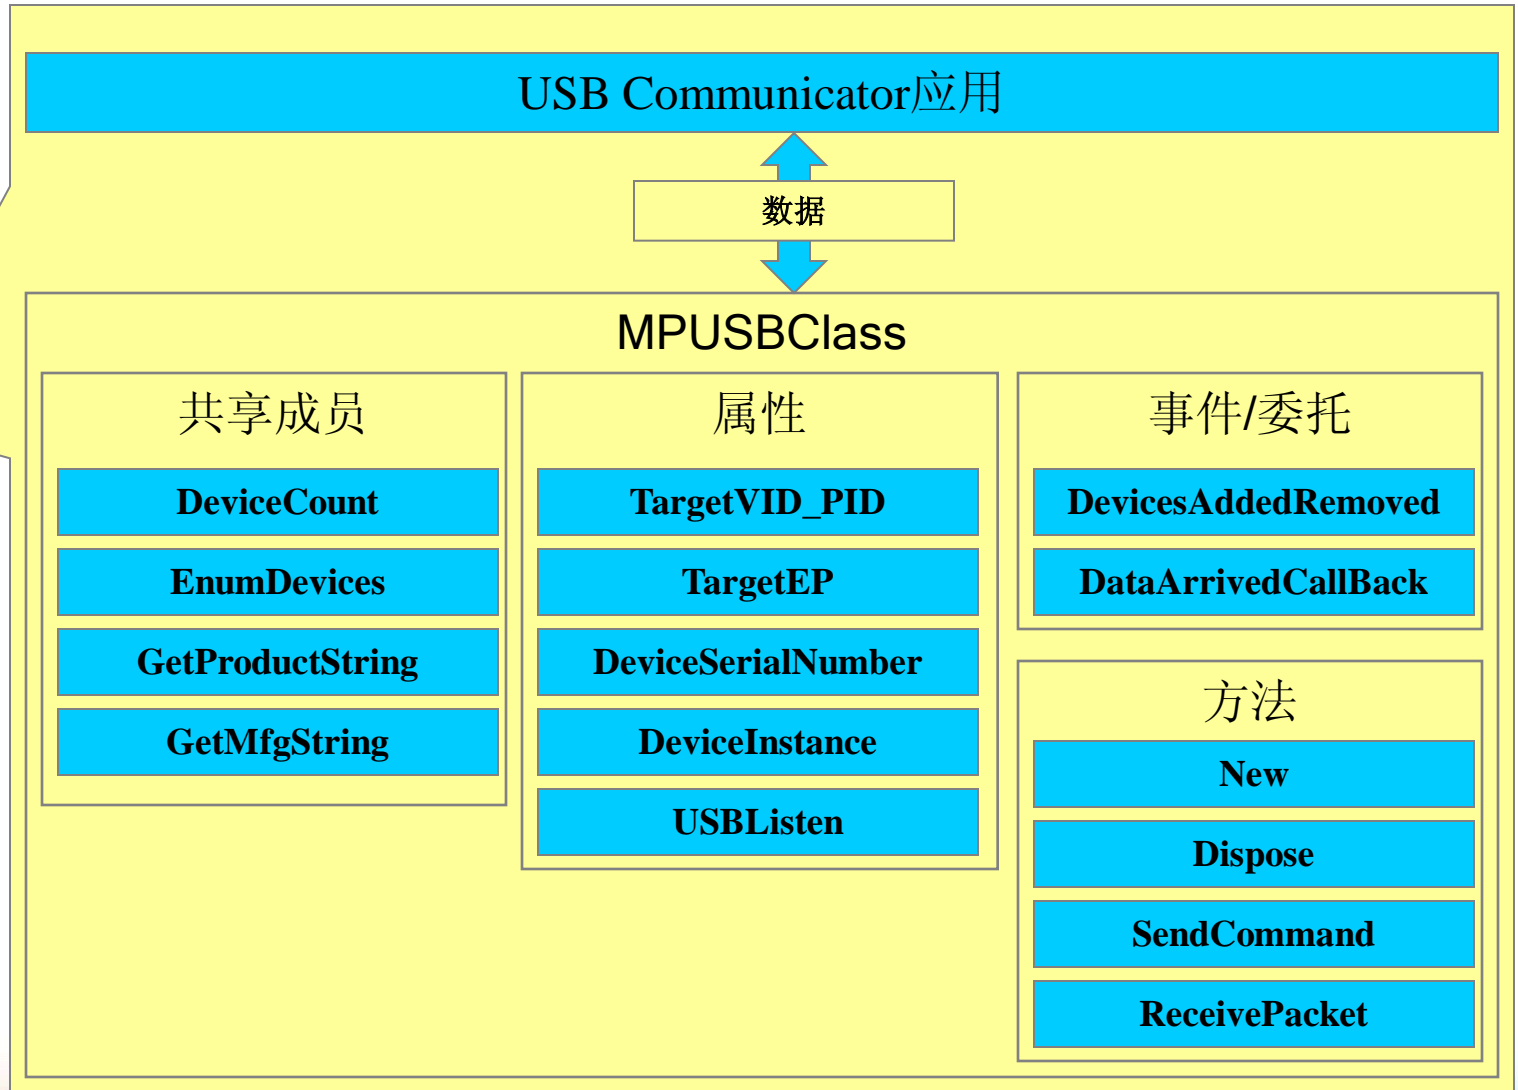 USB Communicator应用
数据
MPUSBClass
共享成员
DeviceCount
EnumDevices
GetProductString
GetMfgString
属性
TargetVID_PID
TargetEP
DeviceSerialNumber
DeviceInstance
USBListen
事件/委托
DevicesAddedRemoved
DataArrivedCallBack
方法
New
Dispose
SendCommand
ReceivePacket